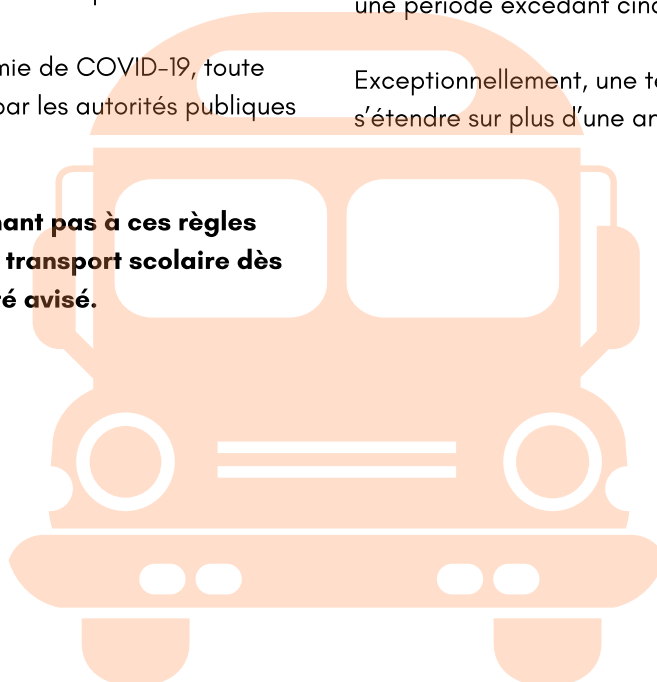 mie de COVID-19, toute
par les autorités publiques
nant pas à ces règles
transport scolaire dès
té avisé.
une période excédant cinq
Exceptionnellement, une
s'étendre sur plus d'une